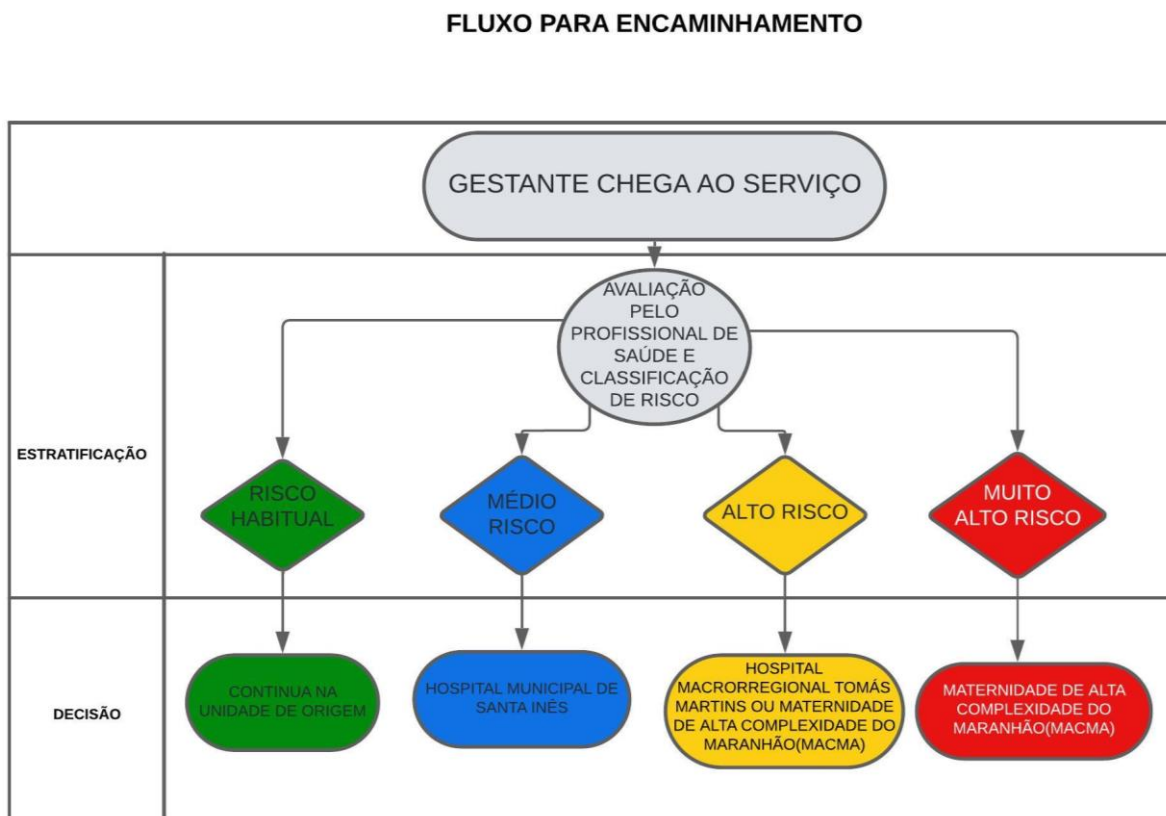 FLUXO PARA ENCAMINHAMENTO
GESTANTE CHEGA AO SERVIÇO
AVALIAÇÃO
PELO
PROFISSIONAL DE
SAÚDE E
CLASSIFICAÇÃO
DE RISCO
ESTRATIFICAÇÃO
RISCO
HABITUAL
MÉDIO
RISCO
ALTO RISCO
MUITO
ALTO RISCO
DECISÃO
CONTINUA NA
UNIDADE DE ORIGEM
HOSPITAL MUNICIPAL DE
SANTA INÊS
HOSPITAL
MACRORREGIONAL TOMÁS
MARTINS OU MATERNIDADE
DE ALTA COMPLEXIDADE DO
MARANHÃO(MACMA)
MATERNIDADE DE ALTA
COMPLEXIDADE DO
MARANHÃO(MACMA)